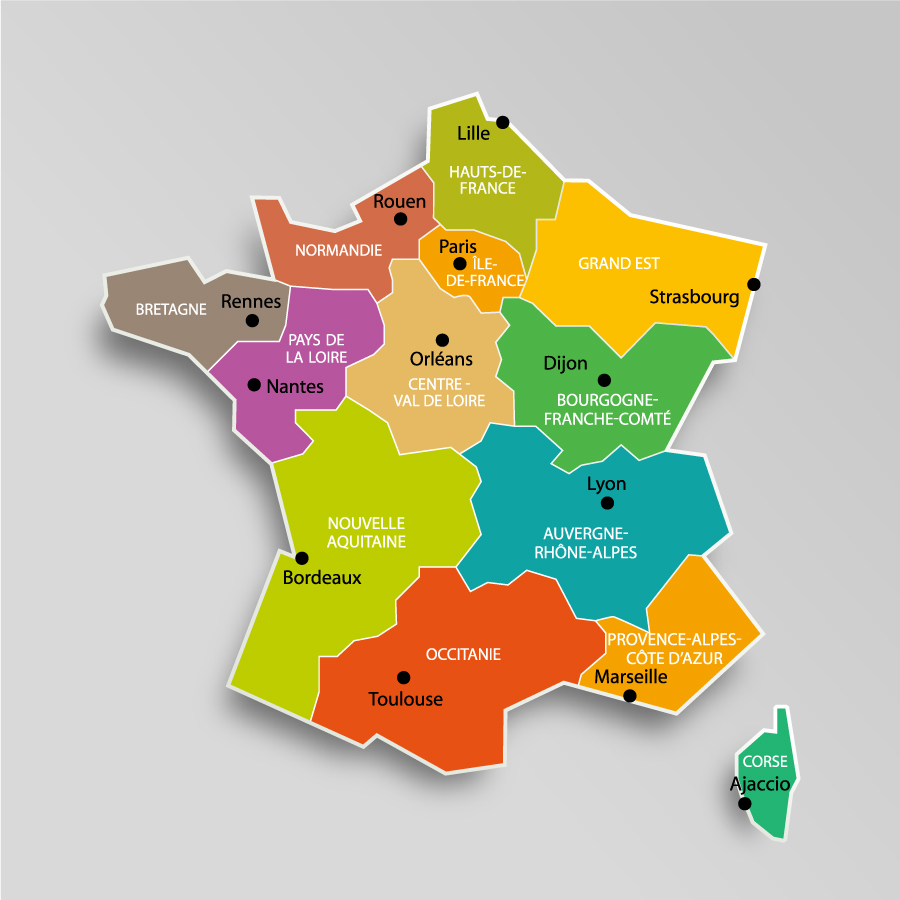 Lille
HAUTS-DE-
FRANCE
Rouen
NORMANDIE
Paris
ÎLE-
DE-FRANCE
GRAND EST
Strasbourg
BRETAGNE
Rennes
PAYS DE
LA LOIRE
Nantes
Orléans
CENTRE -
VAL DE LOIRE
Dijon
BOURGOGNE-
FRANCHE-COMTÉ
Lyon
AUVERGNE-
RHÔNE-ALPES
NOUVELLE
AQUITAINE
Bordeaux
OCCITANIE
Toulouse
PROVENCE-ALPES-
CÔTE D'AZUR
Marseille
CORSE
Ajaccio